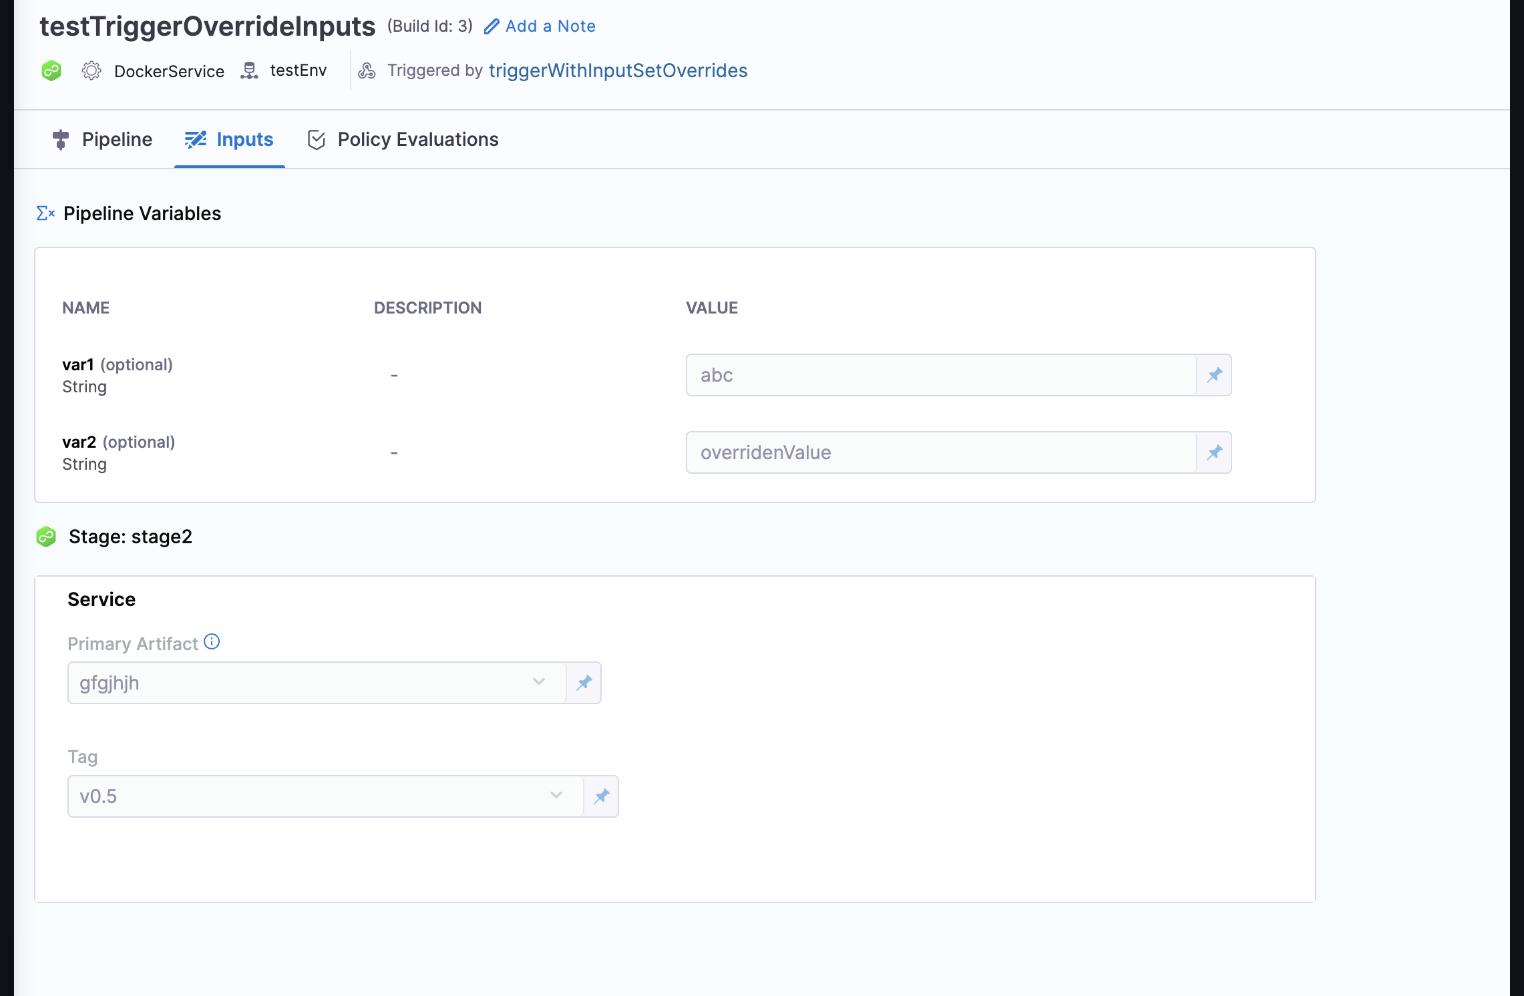 testTriggerOverrideInputs (Build Id: 3) Add a Note
DockerService testEnv Triggered by triggerWithInputSetOverrides
Pipeline Inputs Policy Evaluations
Pipeline Variables
NAME DESCRIPTION VALUE
var1 (optional)
String
-
abc
var2 (optional)
String
-
overridenValue
Stage: stage2
Service
Primary Artifact
gfgjhjh
Tag
v0.5